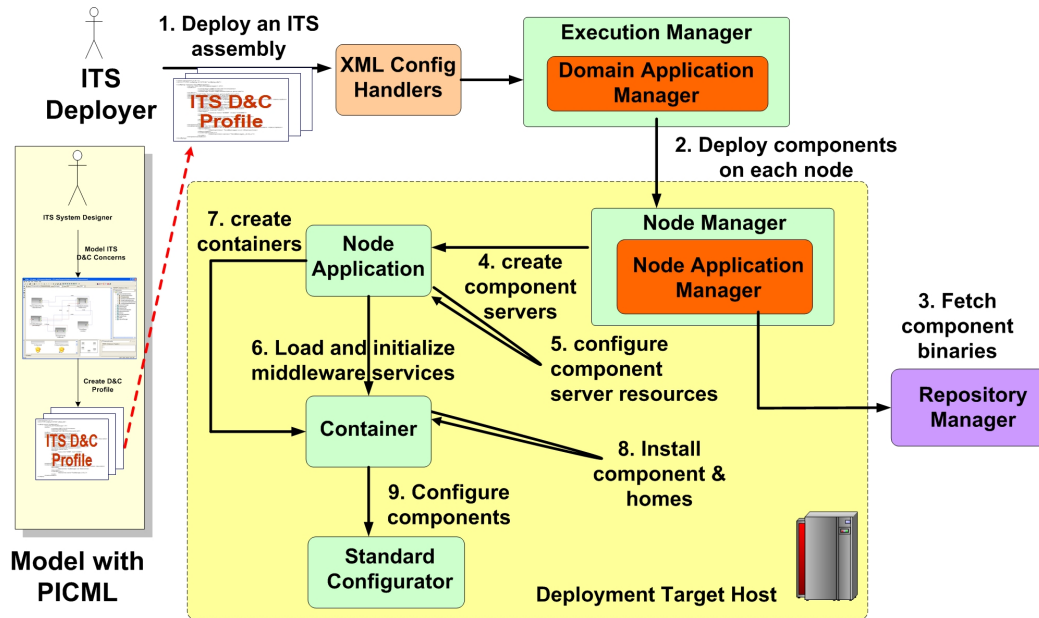 1. Deploy an ITS
assembly
ITS
Deployer
ITS D&C
Profile
XML Config
Handlers
Execution Manager
Domain Application
Manager
2. Deploy components
on each node
ITS System Designer
Model ITS
D&C Concerns
Create D&C
Profile
ITS D&C
Profile
Model with
PICML
7. create
containers
Node
Application
Node Manager
Node Application
Manager
4. create
component
servers
3. Fetch
component
binaries
6. Load and initialize
middleware services
5. configure
component
server resources
Repository
Manager
Container
8. Install
component &
homes
9. Configure
components
Standard
Configurator
Deployment Target Host